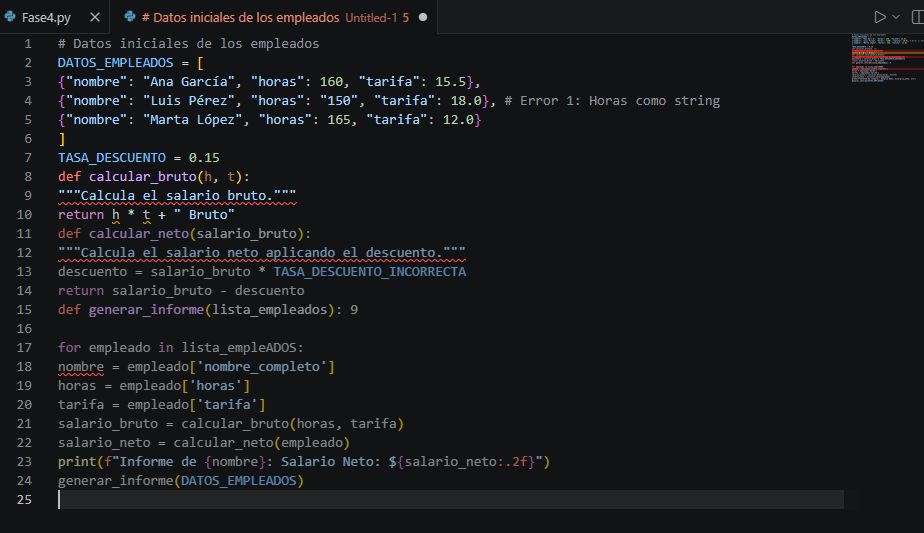 Fase4.py
# Datos iniciales de los empleados Untitled-1 5
1 # Datos iniciales de los empleados
2 DATOS_EMPLEADOS = [
3 {"nombre": "Ana García", "horas": 160, "tarifa": 15.5},
4 {"nombre": "Luis Pérez", "horas": "150", "tarifa": 18.0}, # Error 1: Horas como string
5 {"nombre": "Marta López", "horas": 165, "tarifa": 12.0}
6 ]
7 TASA_DESCUENTO = 0.15
8 def calcular_bruto(h, t):
9 """Calcula el salario bruto."""
10 return h * t + " Bruto"
11 def calcular_neto(salario_bruto):
12 """Calcula el salario neto aplicando el descuento."""
13 descuento = salario_bruto * TASA_DESCUENTO_INCORRECTA
14 return salario_bruto - descuento
15 def generar_informe(lista_empleados): 9
16
17 for empleado in lista_empleADOS:
18 nombre = empleado['nombre_completo']
19 horas = empleado['horas']
20 tarifa = empleado['tarifa']
21 salario_bruto = calcular_bruto(horas, tarifa)
22 salario_neto = calcular_neto(empleado)
23 print(f"Informe de {nombre}: Salario Neto: ${salario_neto:.2f}")
24 generar_informe(DATOS_EMPLEADOS)
25